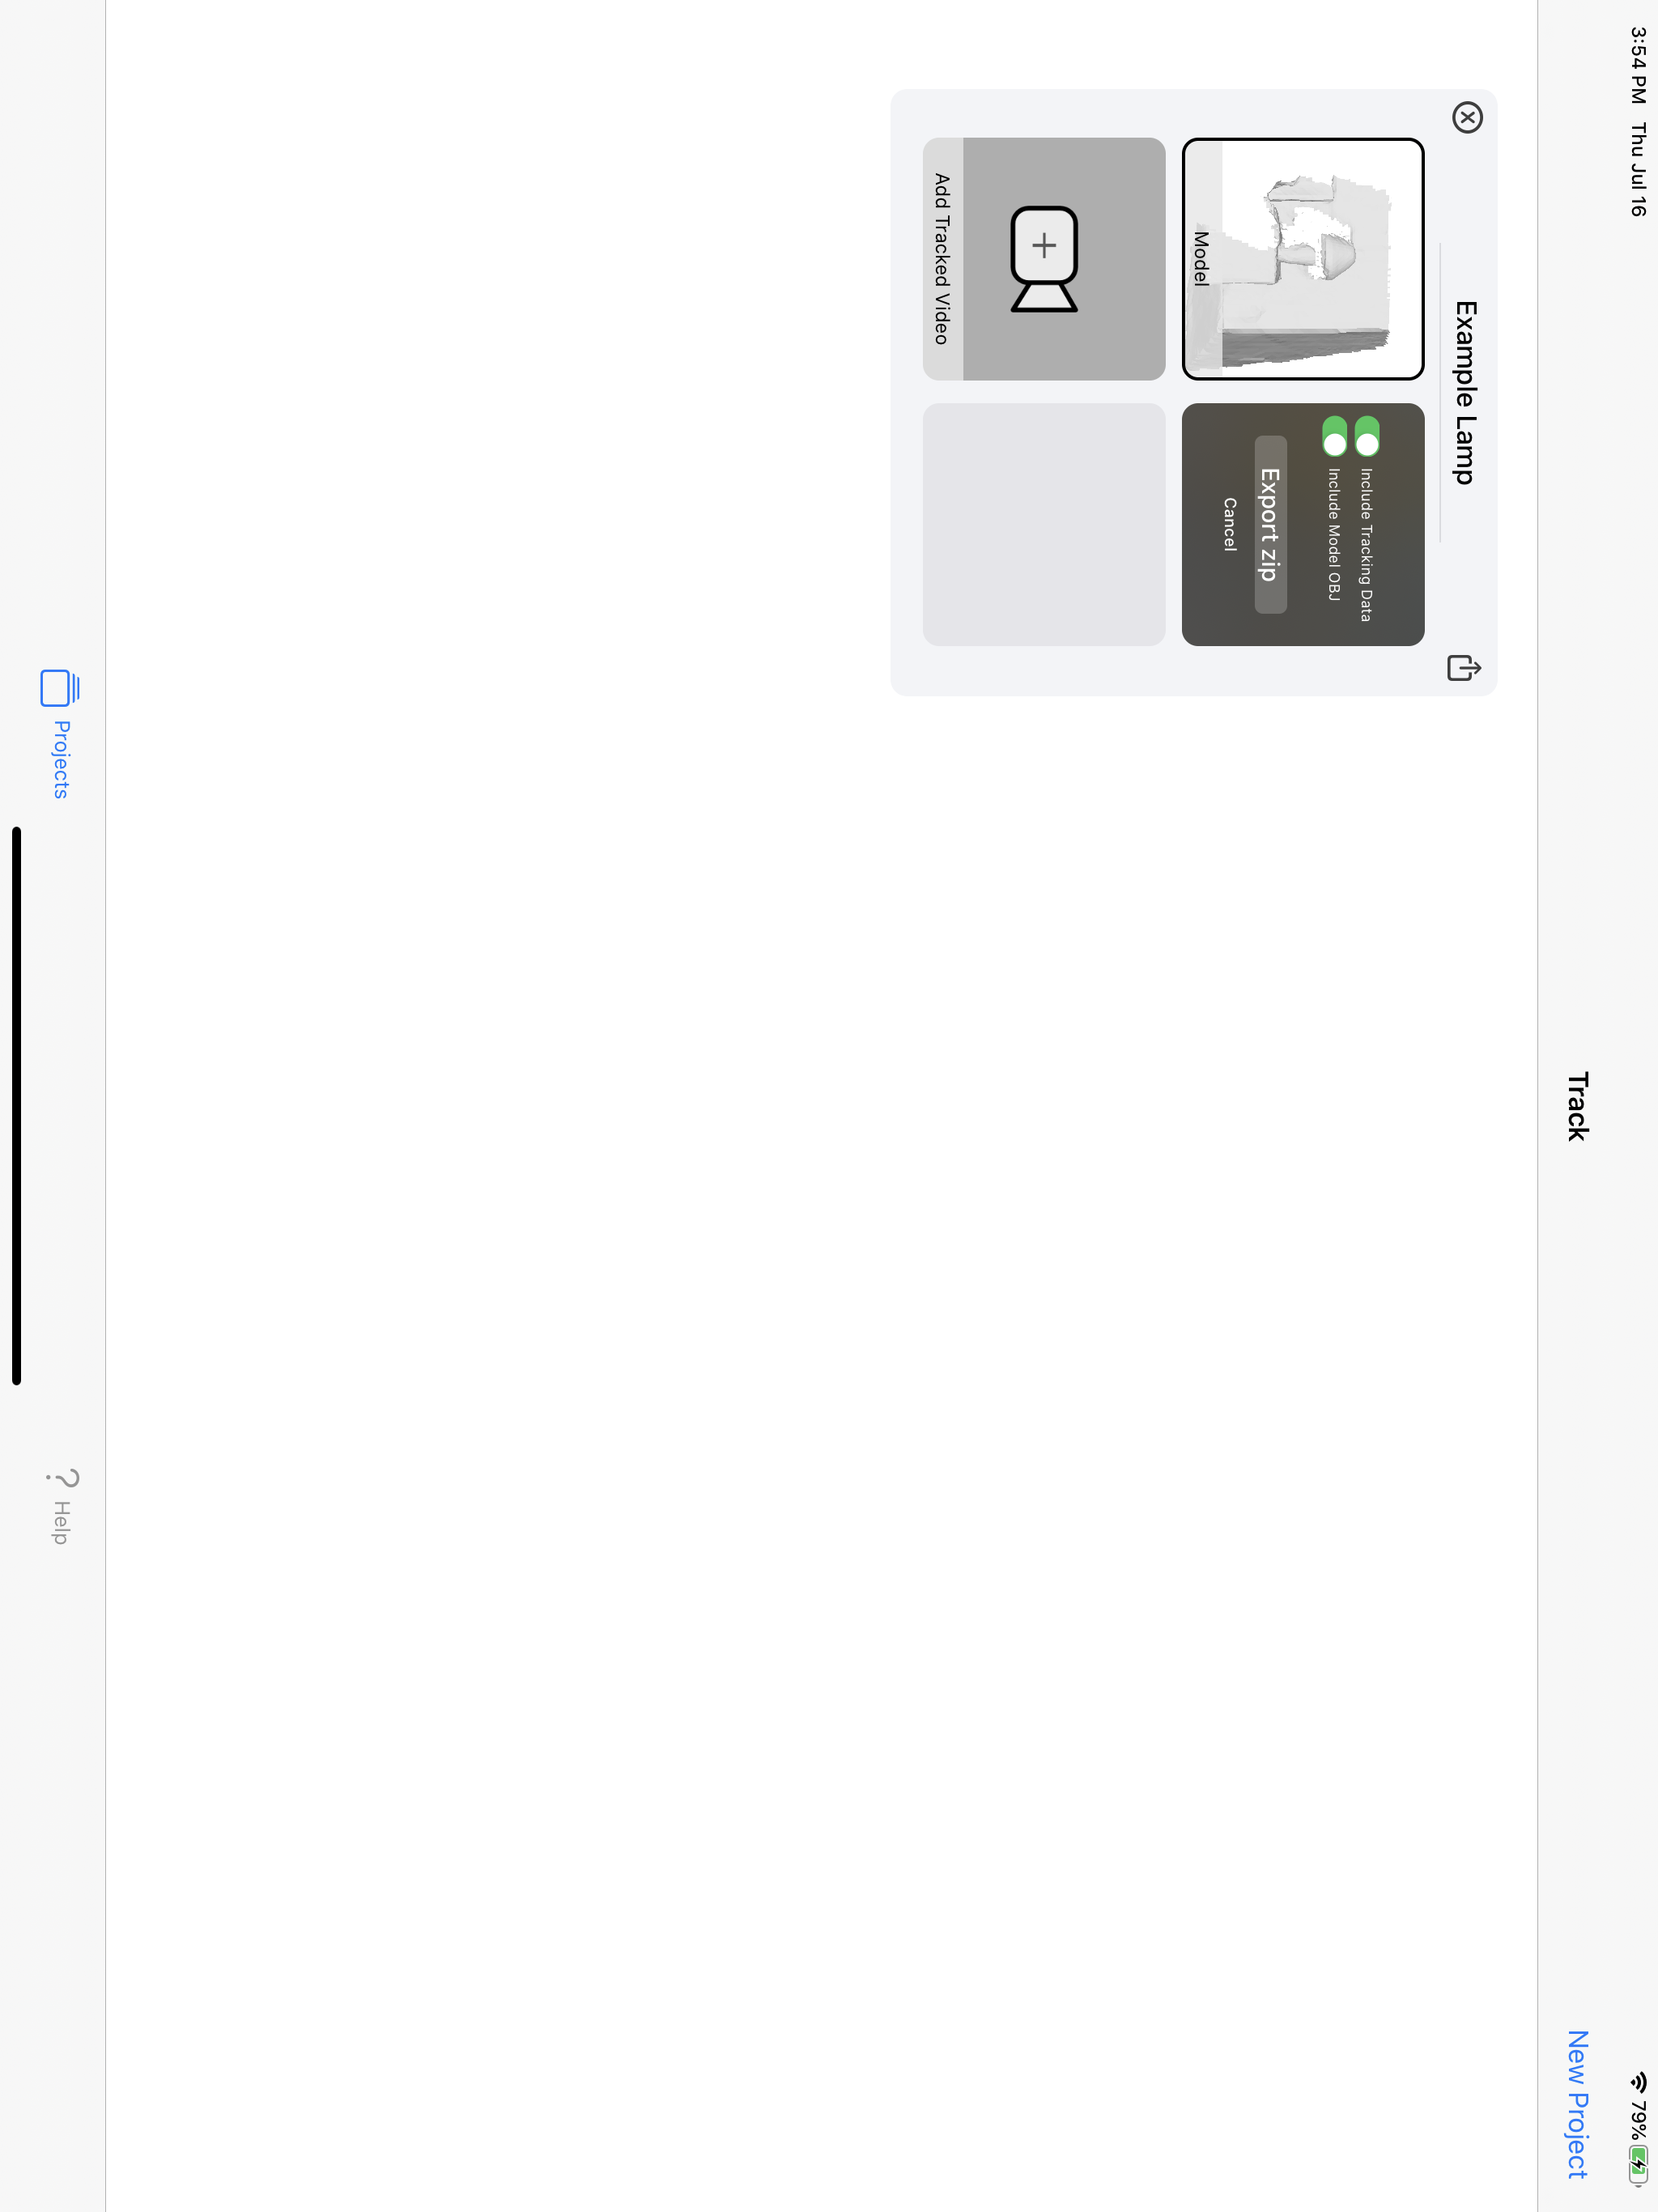 3:54 PM Thu Jul 16
79%
Track
New Project
Example Lamp
Model
Include Tracking Data
Include Model OBJ
Export zip
Cancel
Add Tracked Video
Projects
Help